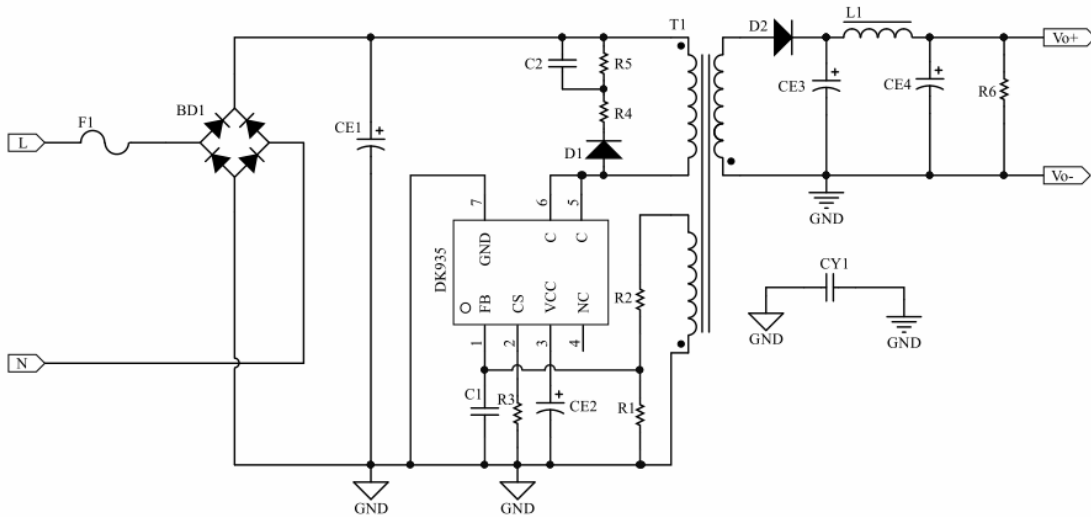 T1
D2
L1
Vo+
C2
R5
CE3
CE4
R6
F1
BD1
CE1
R4
L
D1
Vo-
7
6
5
GND
GND
C
C
DK935
CY1
R2
FB
CS
VCC
NC
GND
GND
N
1
2
3
4
C1
R3
CE2
R1
GND
GND